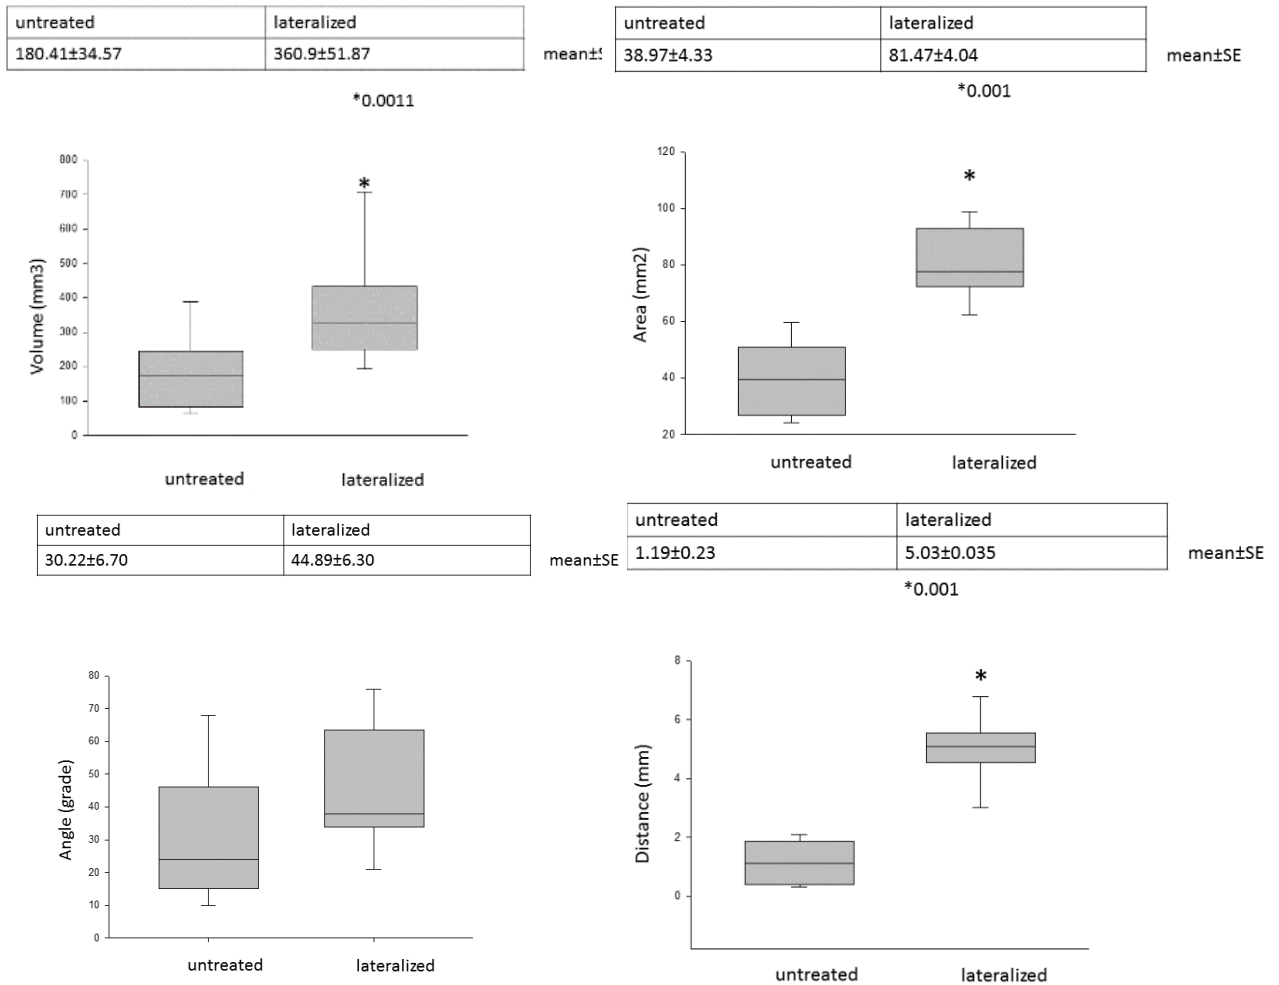 untreated lateralized
180.41±34.57 360.9±51.87 mean±S
*0.0011
untreated lateralized
38.97±4.33 81.47±4.04 mean±SE
*0.001
800
700
600
500
400
300
200
100
0
Volume (mm3)
*
untreated lateralized
120
100
80
60
40
20
Area (mm2)
*
untreated lateralized
untreated lateralized
30.22±6.70 44.89±6.30 mean±SE
untreated lateralized
1.19±0.23 5.03±0.035 mean±SE
*0.001
80
70
60
50
40
30
20
10
0
Angle (grade)
untreated lateralized
8
6
4
2
0
Distance (mm)
*
untreated lateralized